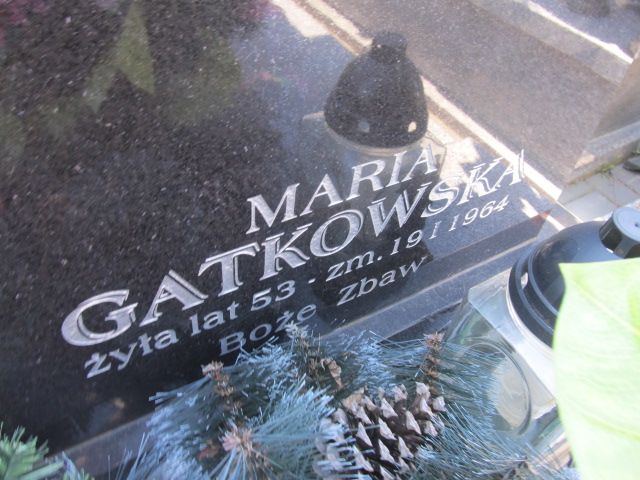 MARIA
GATKOWSKA
żyła lat 53 - zm. 19 I 1964
Boże Zbaw